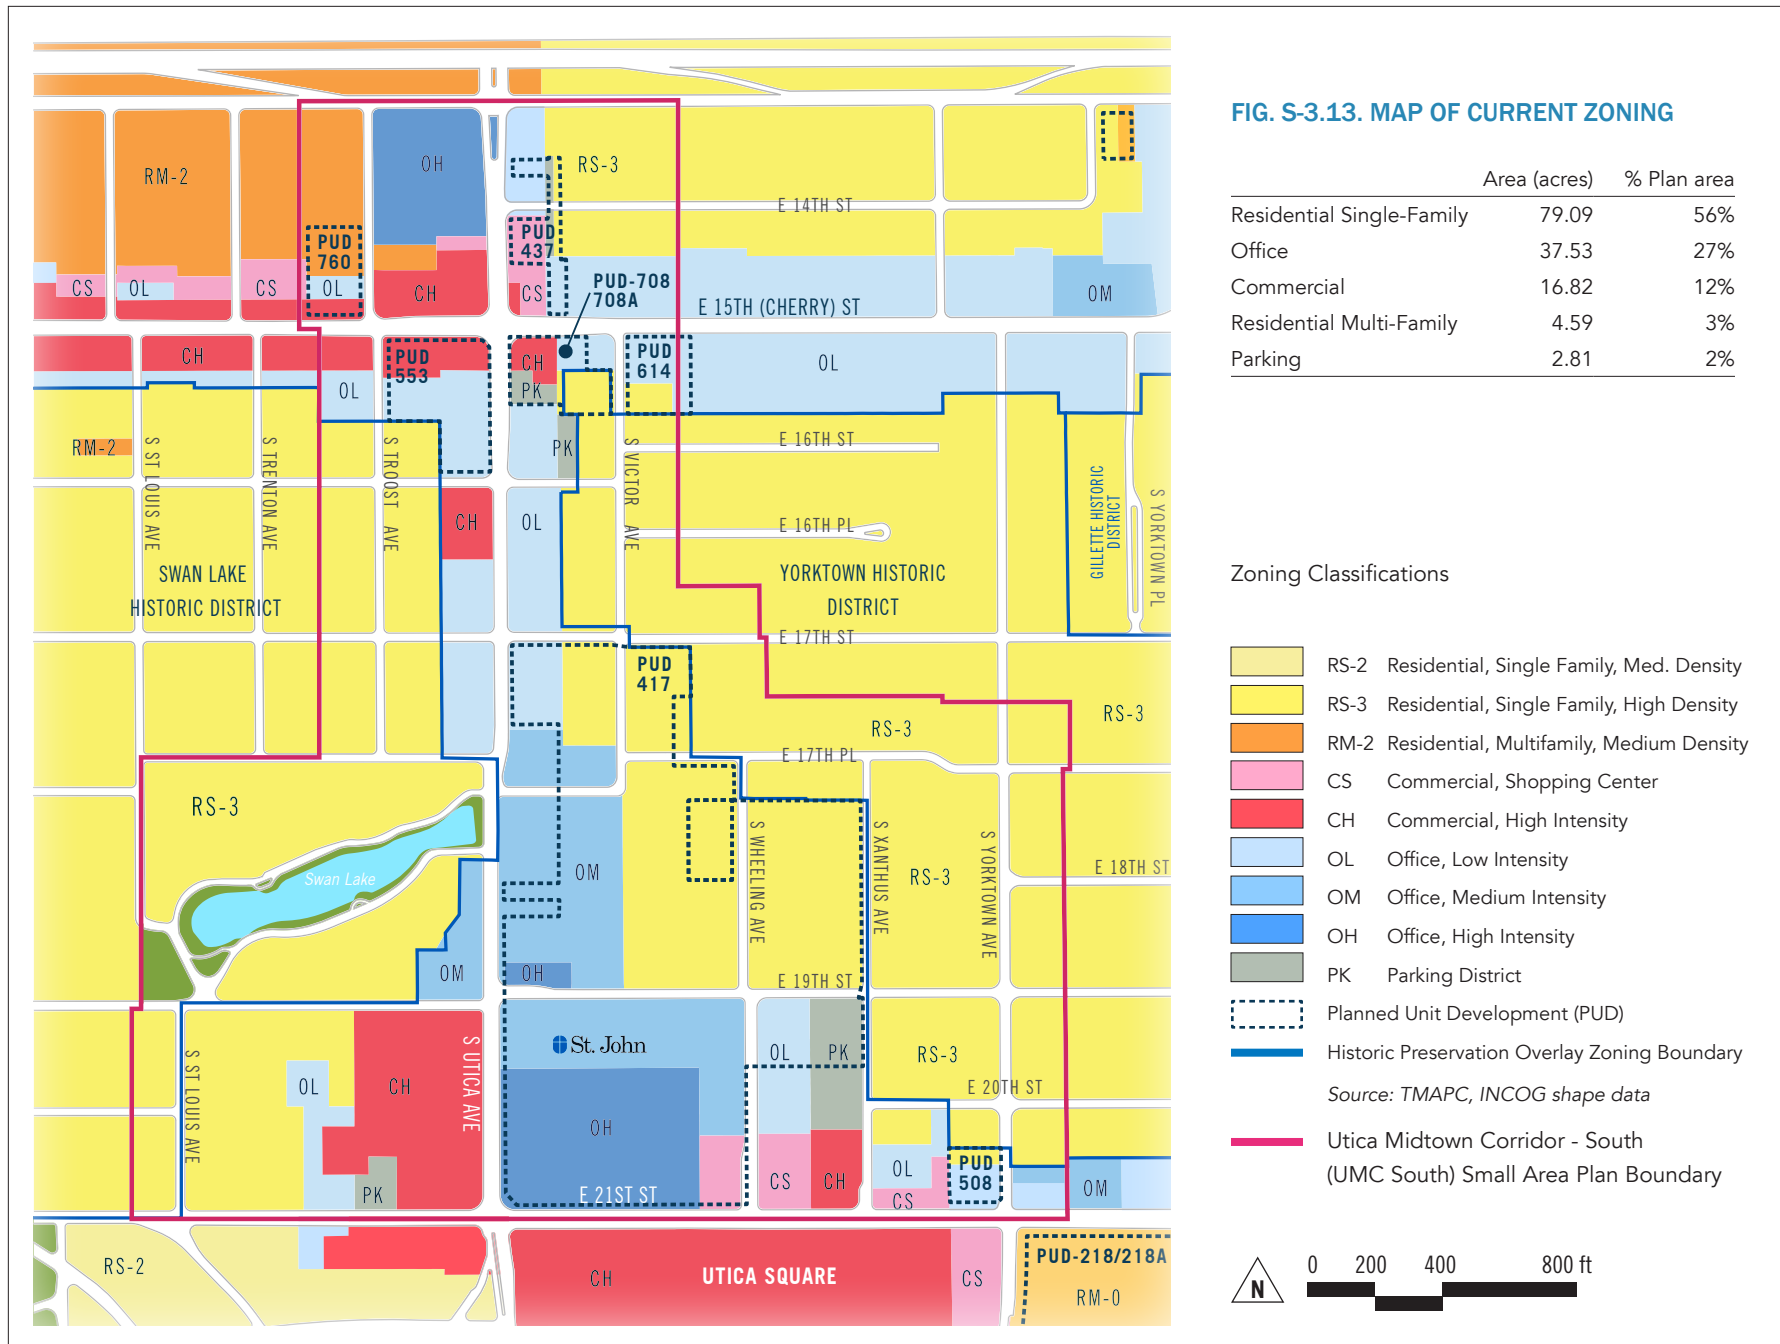 FIG. S-3.13. MAP OF CURRENT ZONING
Area (acres) % Plan area
Residential Single-Family 79.09 56%
Office 37.53 27%
Commercial 16.82 12%
Residential Multi-Family 4.59 3%
Parking 2.81 2%
Zoning Classifications
RS-2 Residential, Single Family, Med. Density
RS-3 Residential, Single Family, High Density
RM-2 Residential, Multifamily, Medium Density
CS Commercial, Shopping Center
CH Commercial, High Intensity
OL Office, Low Intensity
OM Office, Medium Intensity
OH Office, High Intensity
PK Parking District
Planned Unit Development (PUD)
Historic Preservation Overlay Zoning Boundary
Source: TMAPC, INCOG shape data
Utica Midtown Corridor - South
(UMC South) Small Area Plan Boundary
N
0 200 400 800 ft
RM-2
OH
RS-3
E 14TH ST
PUD
760
PUD
437
CS
OL
CS
OL
CH
CS
PUD-708
708A
E 15TH (CHERRY) ST
OM
CH
PUD
553
CH
PK
PUD
614
OL
OL
RM-2
S ST LOUIS AVE
S TRENTON AVE
S TROOST AVE
PK
S VICTOR AVE
E 16TH ST
CH
OL
E 16TH PL
GILLETTE HISTORIC
DISTRICT
S YORKTOWN PL
SWAN LAKE
HISTORIC DISTRICT
YORKTOWN HISTORIC
DISTRICT
E 17TH ST
PUD
417
RS-3
RS-3
E 17TH PL
RS-3
Swan Lake
OM
S WHEELING AVE
S XANTHUS AVE
RS-3
S YORKTOWN AVE
E 18TH ST
OM
OH
E 19TH ST
St. John
S ST LOUIS AVE
OL
CH
S UTICA AVE
OL
PK
RS-3
E 20TH ST
OH
PK
E 21ST ST
CS
CH
OL
CS
PUD
508
OM
RS-2
CH
UTICA SQUARE
CS
PUD-218/218A
RM-0